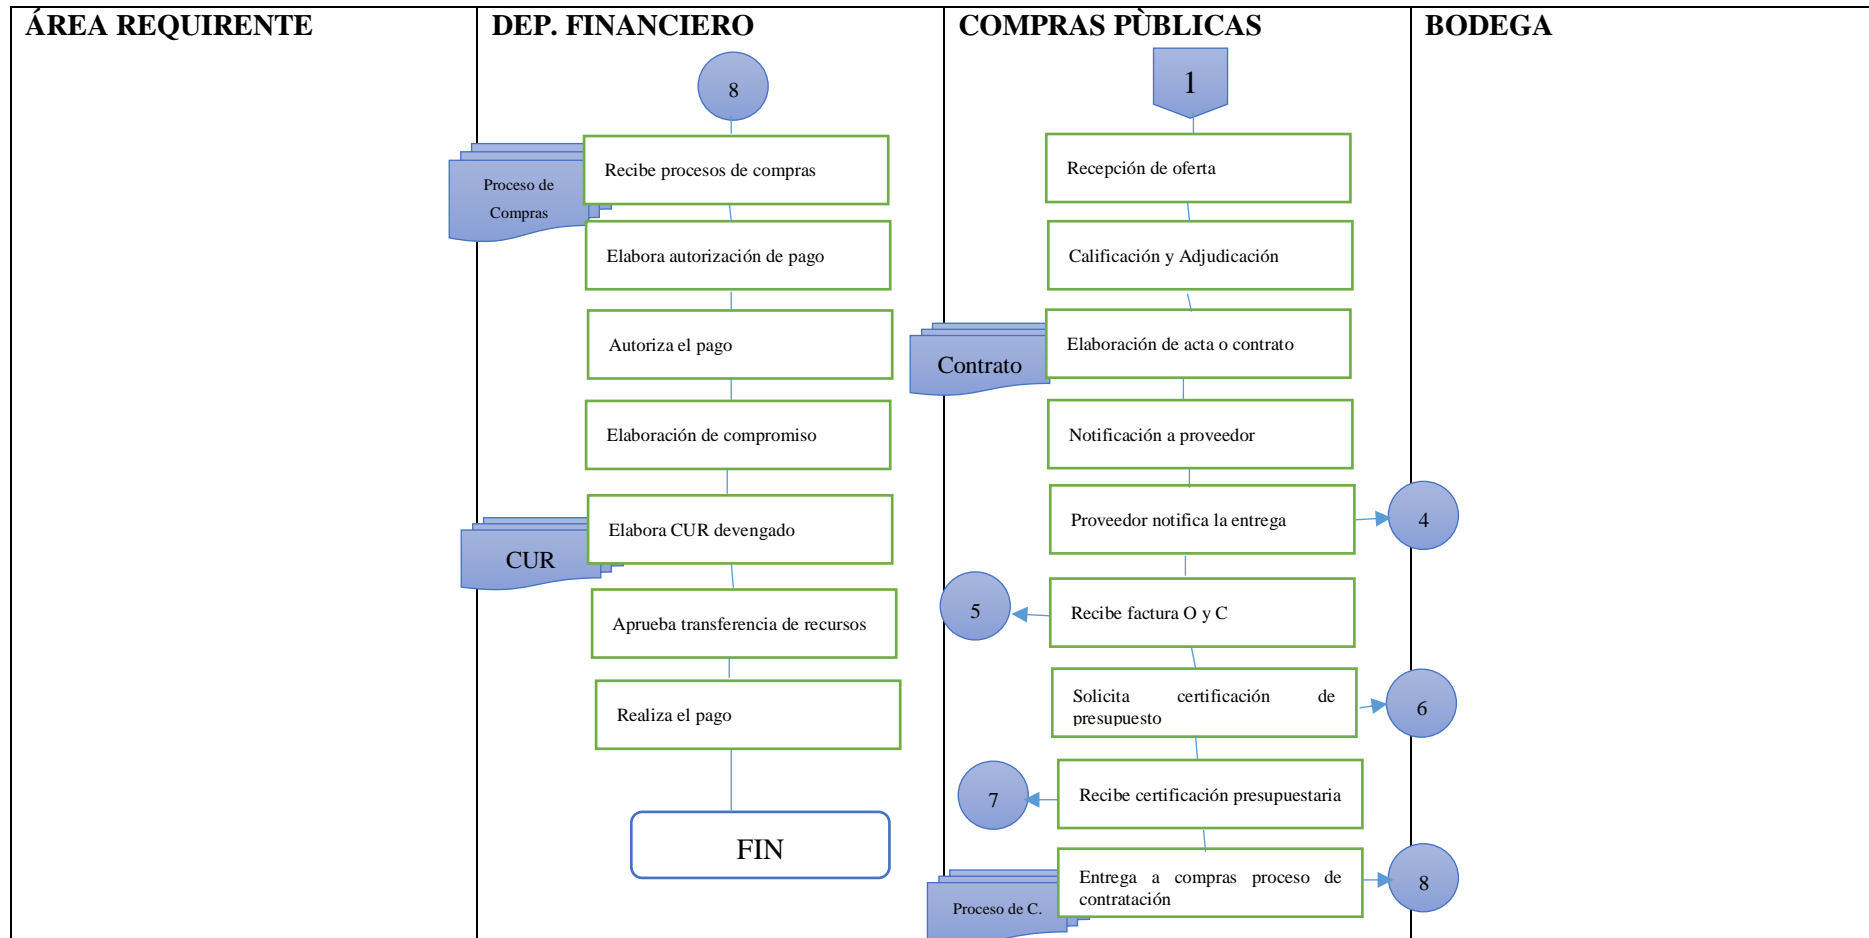 ÁREA REQUIRENTE
DEP. FINANCIERO
COMPRAS PÙBLICAS
BODEGA
8
Proceso de
Compras
Recibe procesos de compras
Elabora autorización de pago
Autoriza el pago
Elaboración de compromiso
CUR
Elabora CUR devengado
Aprueba transferencia de recursos
Realiza el pago
FIN
1
Recepción de oferta
Calificación y Adjudicación
Contrato
Elaboración de acta o contrato
Notificación a proveedor
Proveedor notifica la entrega
4
5
Recibe factura O y C
Solicita certificación de
presupuesto
6
7
Recibe certificación presupuestaria
Proceso de C.
Entrega a compras proceso de
contratación
8